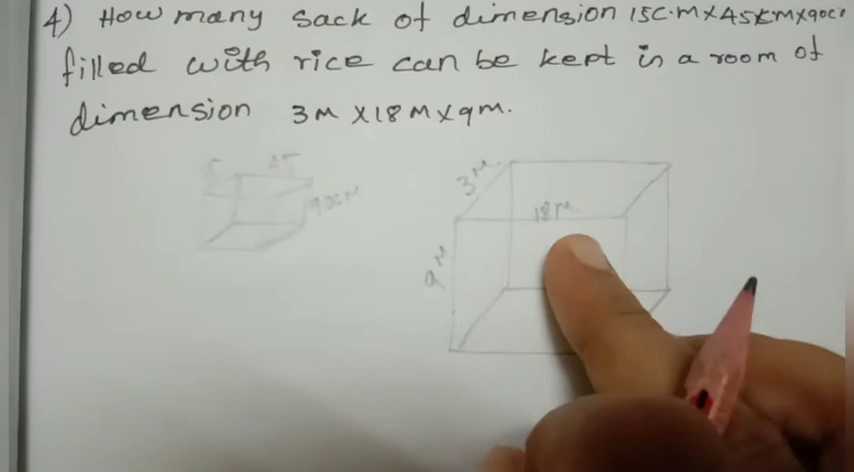 4) How many sack of dimension 15C.M X 45CM X 90C
filled with rice can be kept in a room of
dimension 3M X 18M X 9M.
3M
18M
9M
90CM